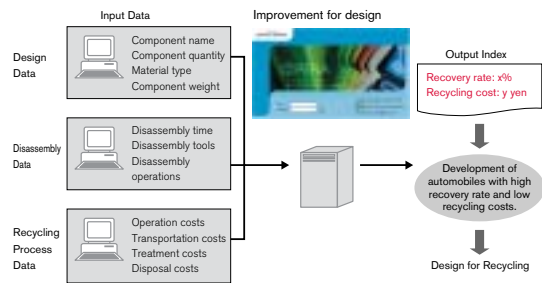 Input Data
Improvement for design
Design
Data
Component name
Component quantity
Material type
Component weight
Disassembly
Data
Disassembly time
Disassembly tools
Disassembly
operations
Recycling
Process
Data
Operation costs
Transportation costs
Treatment costs
Disposal costs
Output Index
Recovery rate: x%
Recycling cost: y yen
Development of
automobiles with high
recovery rate and low
recycling costs.
Design for Recycling